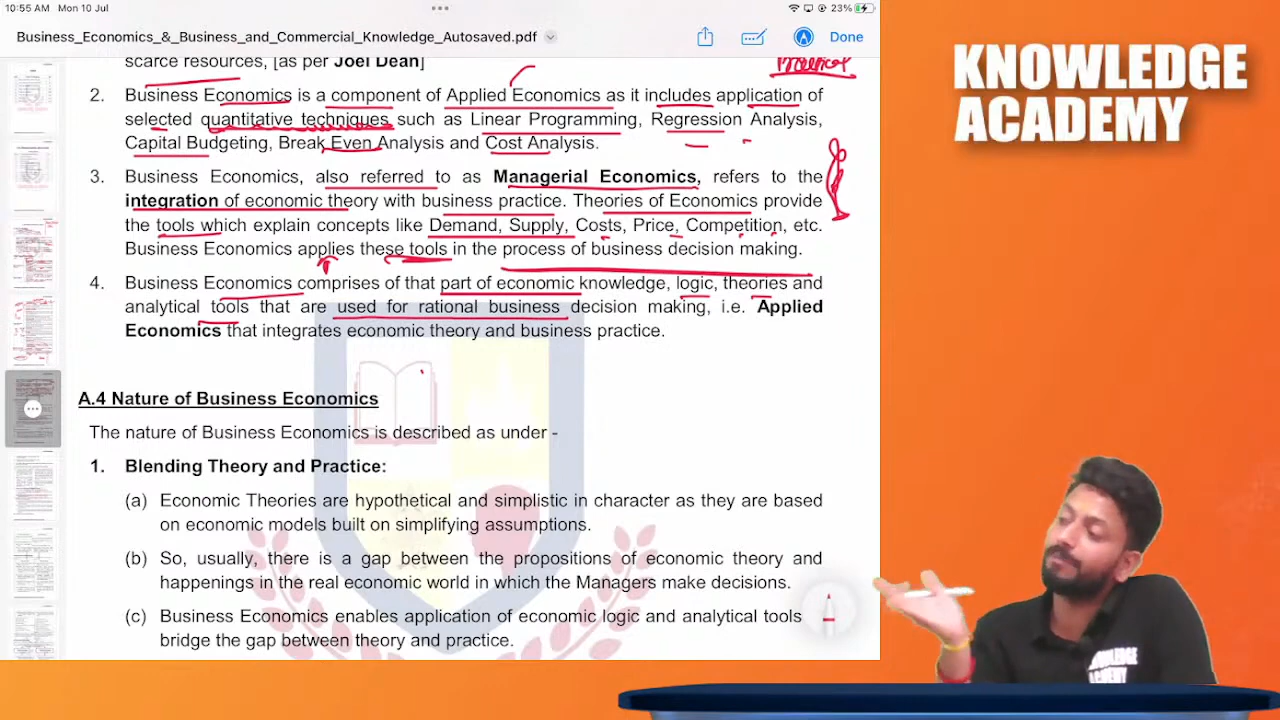 10:55 AM Mon 10 Jul
23%
Business_Economics_&_Business_and_Commercial_Knowledge_Autosaved.pdf
Done
scarce resources, [as per Joel Dean]
2. Business Economics is a component of Applied Economics as it includes application of
selected quantitative techniques such as Linear Programming, Regression Analysis,
Capital Budgeting, Break Even Analysis and Cost Analysis.
3. Business Economics also referred to as Managerial Economics, refers to the
integration of economic theory with business practice. Theories of Economics provide
the tools which explain concepts like Demand, Supply, Costs, Price, Competition, etc.
Business Economics applies these tools in the process of business decision making.
4. Business Economics comprises of that part of economic knowledge, logic, theories and
analytical tools that are used for rational business decision-making, i.e. Applied
Economics that integrates economic theory and business practice.
A.4 Nature of Business Economics
The nature of Business Economics is described as under -
1. Blends Theory and Practice:
(a) Economic Theories are hypothetical and simplistic in character as they are based
on economic modes built on simplifying assumptions.
(b) So, usually, there is a gap between the propositions of economic theory and
happenings in the real economic world in which the Managers make decisions.
(c) Business Economics enables application of economic logic and analytical tools to
bridge the gap between theory and practice.
KNOWLEDGE
ACADEMY
KNOWLEDGE
ACADEMY